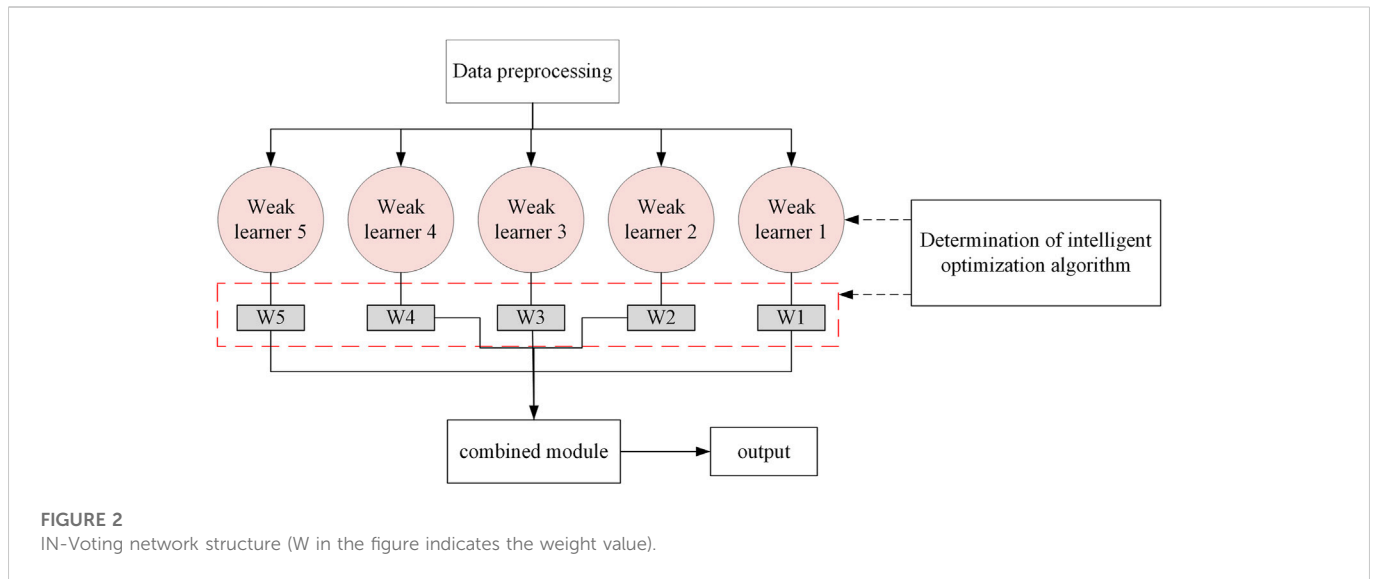 Data preprocessing
Weak
learner 5
Weak
learner 4
Weak
learner 3
Weak
learner 2
Weak
learner 1
Determination of intelligent
optimization algorithm
W5
W4
W3
W2
W1
combined module
output
FIGURE 2
IN-Voting network structure (W in the figure indicates the weight value).